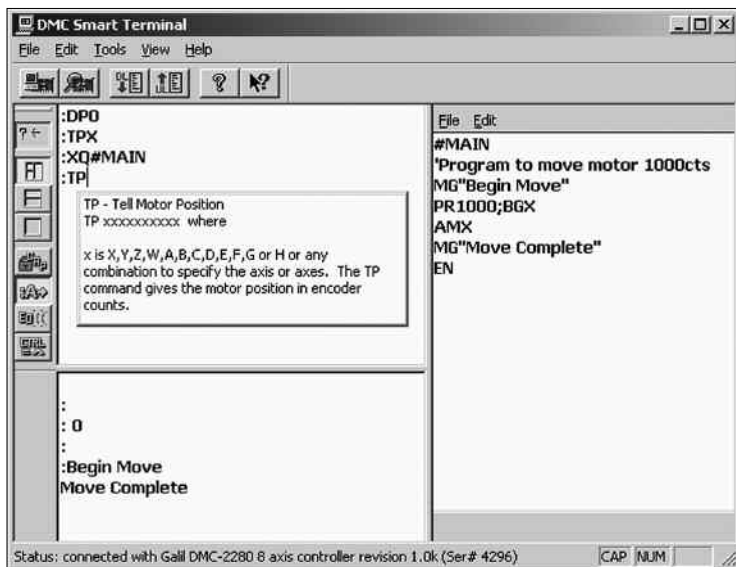 DMC Smart Terminal
File Edit Tools View Help
:DP0
:TPX
:XQ#MAIN
:TP
TP - Tell Motor Position
TP xxxxxxxxxx where
x is X,Y,Z,W,A,B,C,D,E,F,G or H or any
combination to specify the axis or axes. The TP
command gives the motor position in encoder
counts.
:
: 0
:
:Begin Move
Move Complete
File Edit
#MAIN
'Program to move motor 1000cts
MG"Begin Move"
PR1000;BGX
AMX
MG"Move Complete"
EN
Status: connected with Galil DMC-2280 8 axis controller revision 1.0k (Ser# 4296)
CAP NUM